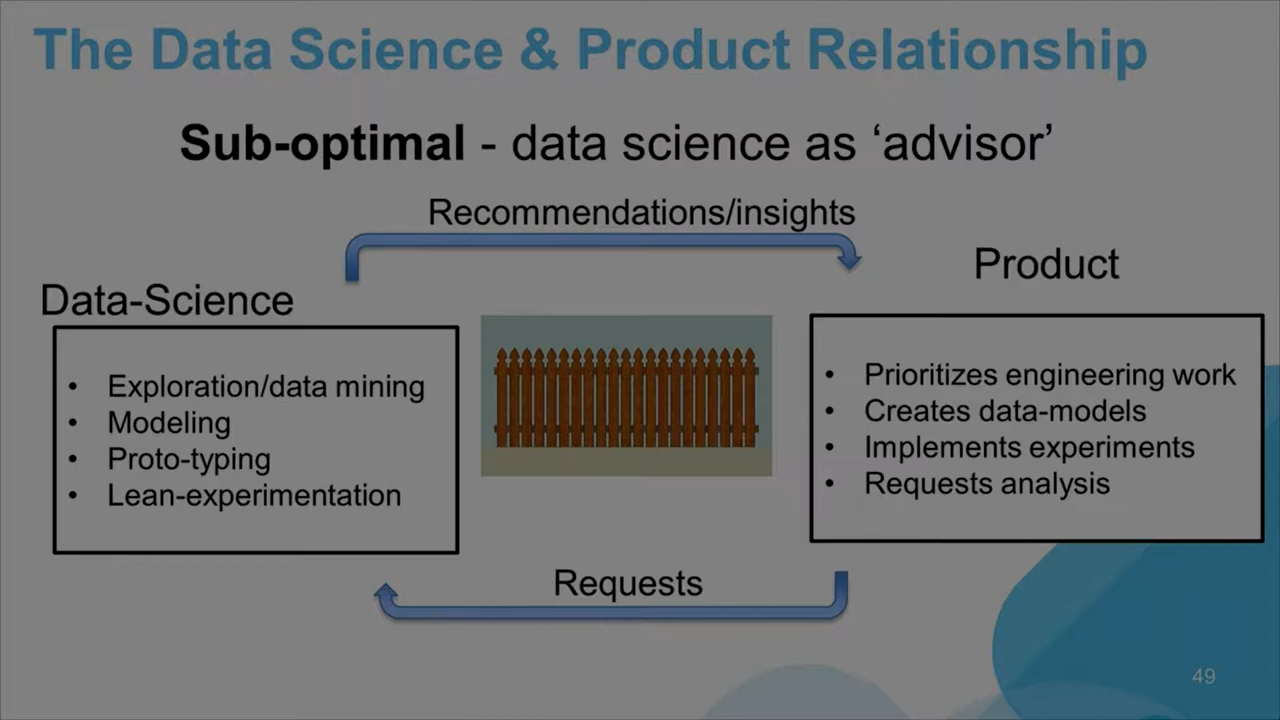 The Data Science & Product Relationship
Sub-optimal - data science as ‘advisor’
Recommendations/insights
Data-Science
• Exploration/data mining
• Modeling
• Proto-typing
• Lean-experimentation
Product
• Prioritizes engineering work
• Creates data-models
• Implements experiments
• Requests analysis
Requests
49